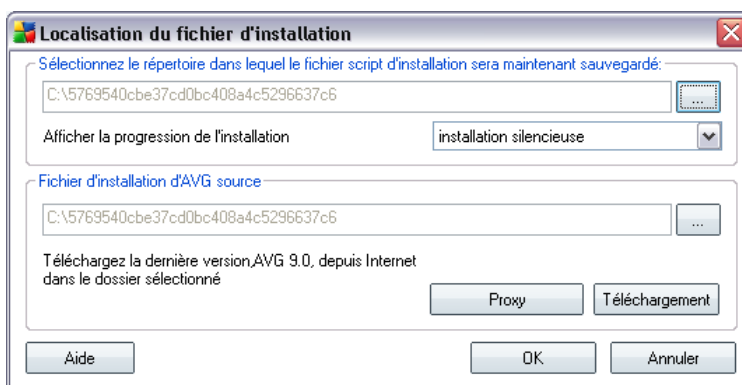 Localisation du fichier d'installation
Sélectionnez le répertoire dans lequel le fichier script d'installation sera maintenant sauvegardé:
C:\5769540cbe37cd0bc408a4c5296637c6
...
Afficher la progression de l'installation
installation silencieuse
Fichier d'installation d'AVG source
C:\5769540cbe37cd0bc408a4c5296637c6
...
Téléchargez la dernière version,AVG 9.0, depuis Internet
dans le dossier sélectionné
Proxy
Téléchargement
Aide
OK
Annuler